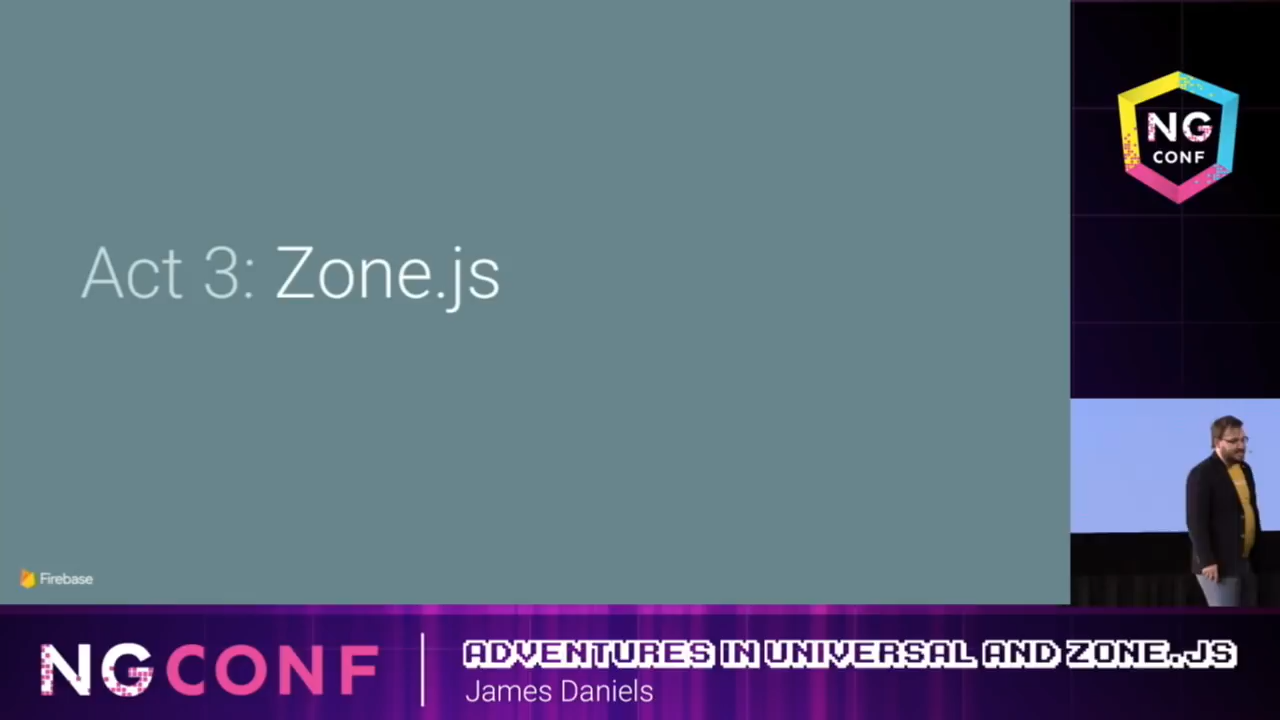 Act 3: Zone.js
NG
CONF
Firebase
NGCONF
ADVENTURES IN UNIVERSAL AND ZONE.JS
James Daniels